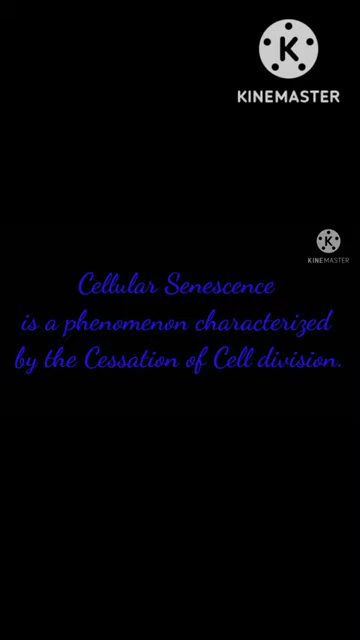 K
KINEMASTER
K
KINEMASTER
Cellular Senescence
is a phenomenon characterized
by the Cessation of Cell division.